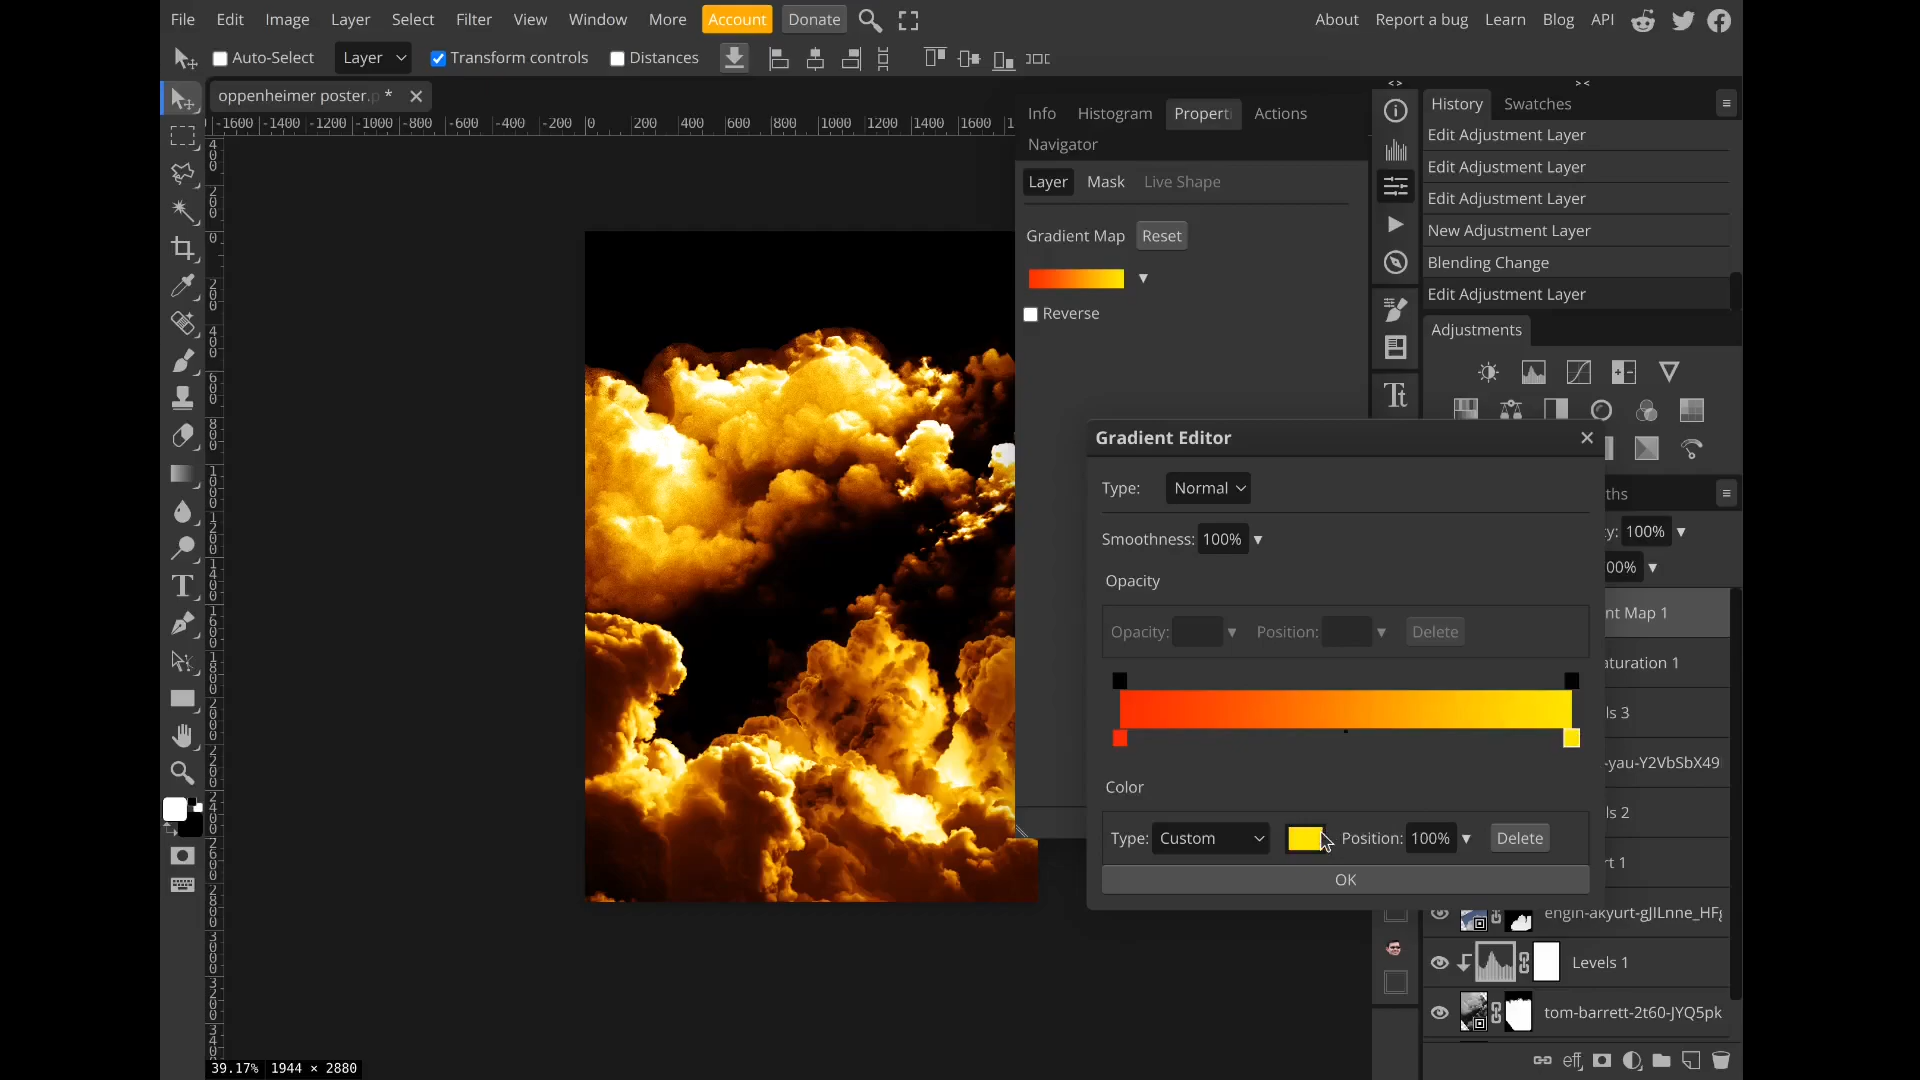 File Edit Image Layer Select Filter View Window More Account Donate
About Report a bug Learn Blog API
Auto-Select Layer Transform controls Distances
oppenheimer poster.p *
-1600 -1400 -1200 -1000 -800 -600 -400 -200 0 200 400 600 800 1000 1200 1400 1600
Info Histogram Propert Actions
Navigator
Layer Mask Live Shape
Gradient Map Reset
Reverse
History Swatches
Edit Adjustment Layer
Edit Adjustment Layer
Edit Adjustment Layer
New Adjustment Layer
Blending Change
Edit Adjustment Layer
Adjustments
Tt
Gradient Editor
Type: Normal
Smoothness: 100%
Opacity
Opacity: Position: Delete
Color
Type: Custom Position: 100% Delete
OK
ths
y: 100%
00%
nt Map 1
aturation 1
ls 3
-yau-Y2VbSbX49
ls 2
rt 1
engin-akyurt-gJILnne_HFg
Levels 1
tom-barrett-2t60-JYQ5pk
eff
39.17% 1944 × 2880